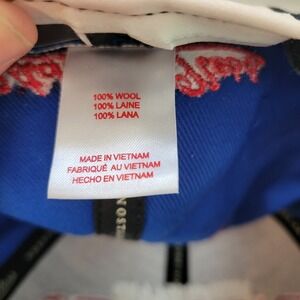 100% WOOL
100% LAINE
100% LANA
MADE IN VIETNAM
FABRIQUÉ AU VIETNAM
HECHO EN VIETNAM